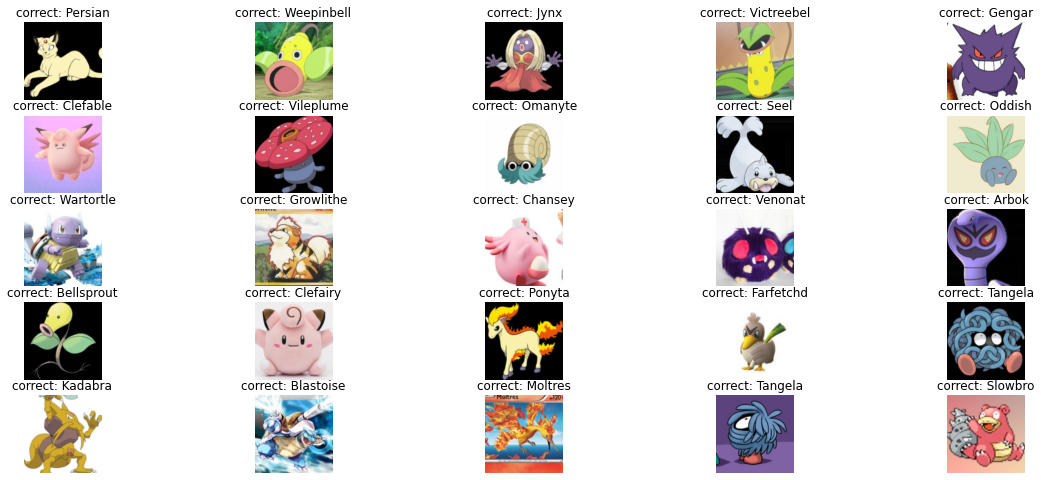 correct: Persian
correct: Weepinbell
correct: Jynx
correct: Victreebel
correct: Gengar
correct: Clefable
correct: Vileplume
correct: Omanyte
correct: Seel
correct: Oddish
correct: Wartortle
correct: Growlithe
correct: Chansey
correct: Venonat
correct: Arbok
correct: Bellsprout
correct: Clefairy
correct: Ponyta
correct: Farfetchd
correct: Tangela
correct: Kadabra
correct: Blastoise
correct: Moltres
correct: Tangela
correct: Slowbro
Moltres